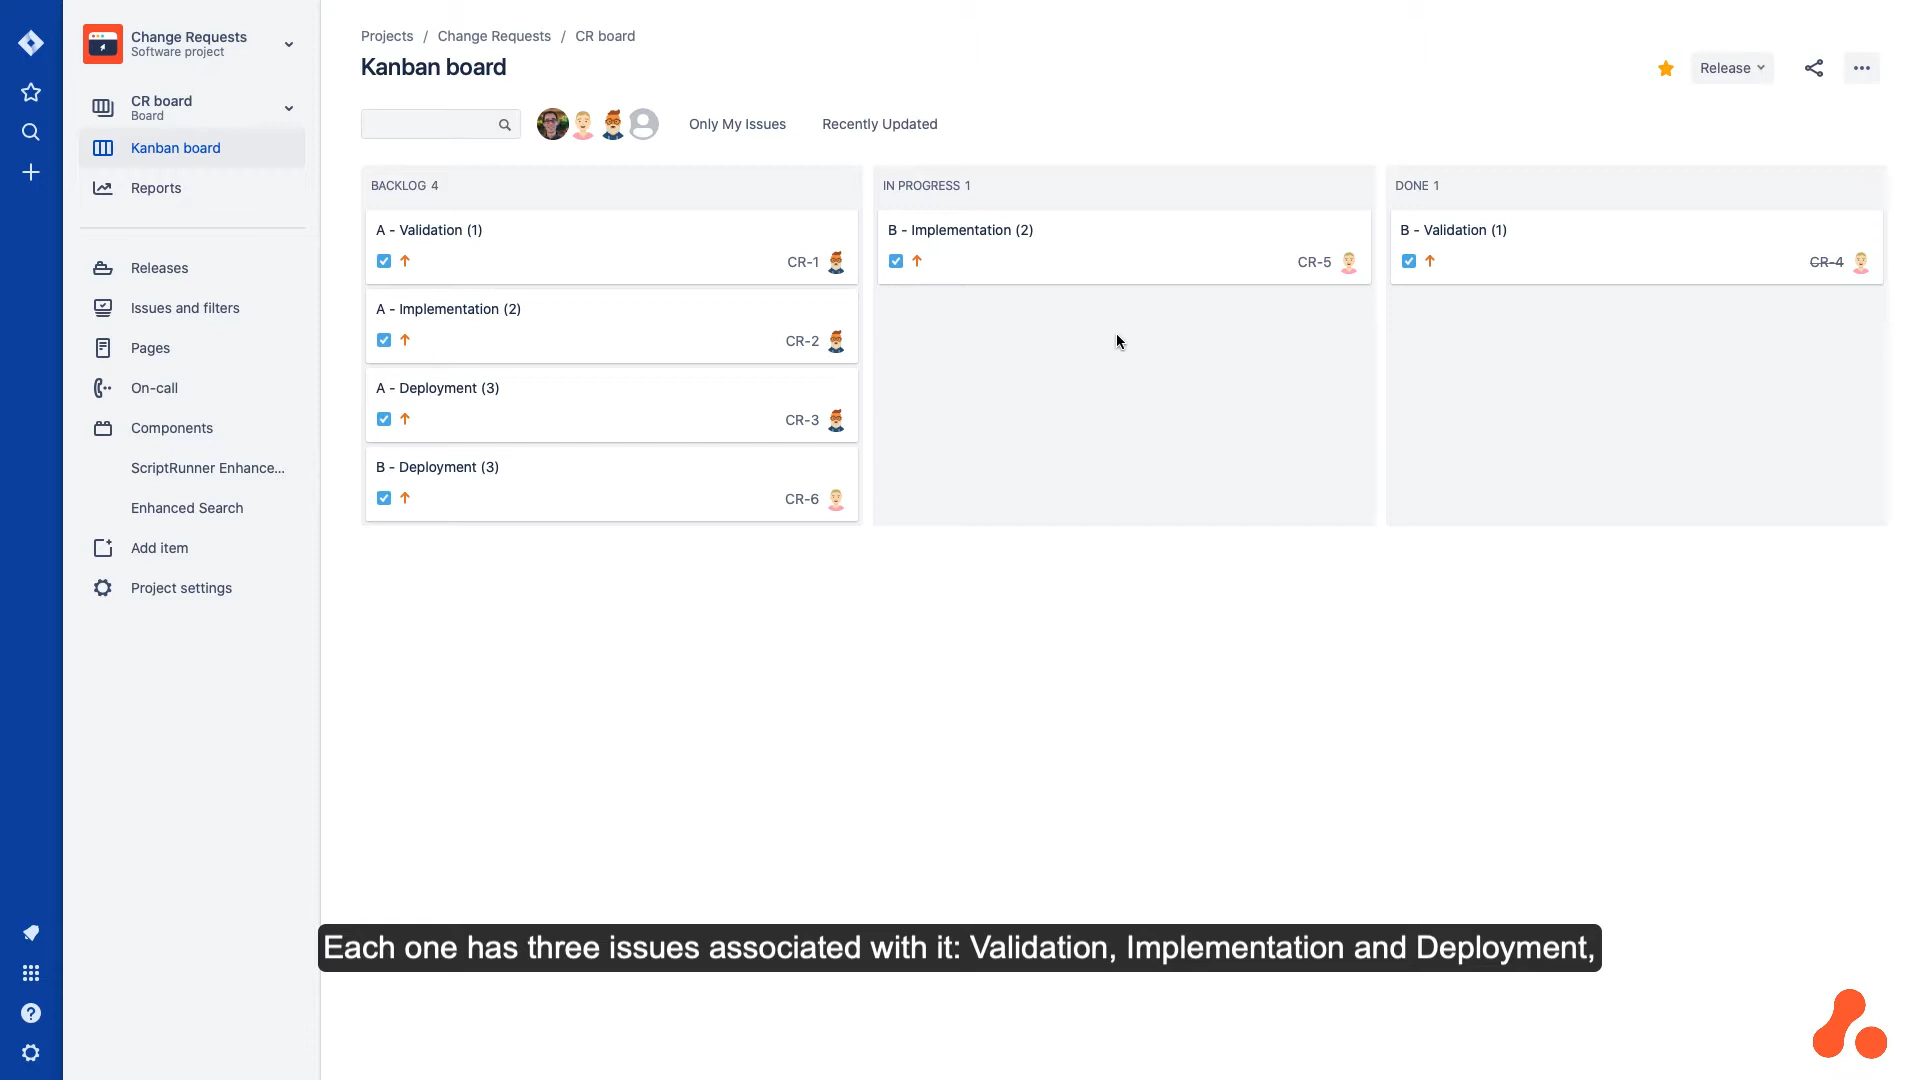 Change Requests
Software project
CR board
Board
Kanban board
Reports
Releases
Issues and filters
Pages
On-call
Components
ScriptRunner Enhance...
Enhanced Search
Add item
Project settings
Projects / Change Requests / CR board
Kanban board
Release
Only My Issues
Recently Updated
BACKLOG 4
A - Validation (1)
CR-1
A - Implementation (2)
CR-2
A - Deployment (3)
CR-3
B - Deployment (3)
CR-6
IN PROGRESS 1
B - Implementation (2)
CR-5
DONE 1
B - Validation (1)
CR-4
Each one has three issues associated with it: Validation, Implementation and Deployment,